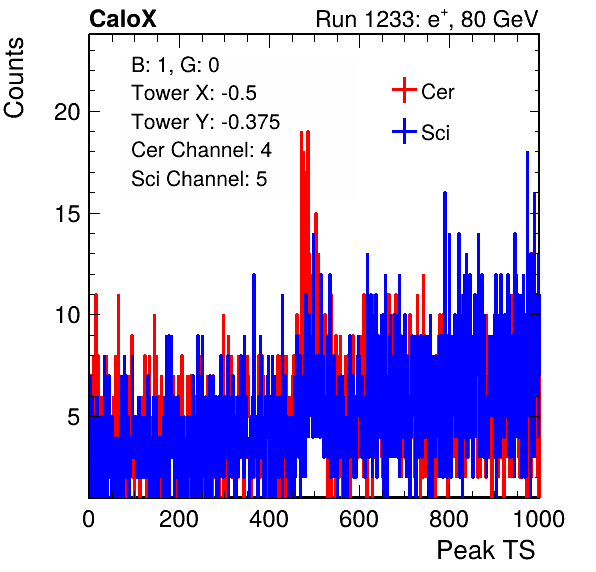 CaloX Run 1233: e⁺, 80 GeV
Counts
B: 1, G: 0
Tower X: -0.5
Tower Y: -0.375
Cer Channel: 4
Sci Channel: 5
Cer
Sci
20
15
10
5
0 200 400 600 800 1000
Peak TS